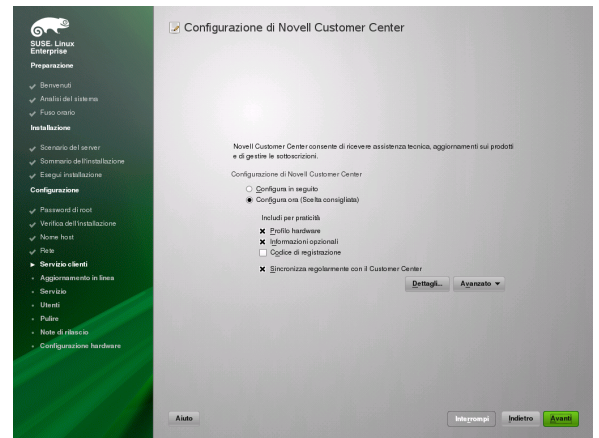 SUSE. Linux
Enterprise
Preparazione
Benvenuti
Analisi del sistema
Fuso orario
Installazione
Scenario del server
Sommario dell'installazione
Esegui installazione
Configurazione
Password di root
Verifica dell'installazione
Nome host
Rete
Servizio clienti
Aggiornamento in linea
Servizio
Utenti
Pulire
Note di rilascio
Configurazione hardware
Configurazione di Novell Customer Center
Novell Customer Center consente di ricevere assistenza tecnica, aggiornamenti sui prodotti
e di gestire le sottoscrizioni.
Configurazione di Novell Customer Center
Configura in seguito
Configura ora (Scelta consigliata)
Includi per praticità
Profilo hardware
Informazioni opzionali
Codice di registrazione
Sincronizza regolarmente con il Customer Center
Dettagli... Avanzato
Aiuto Interrompi Indietro Avanti